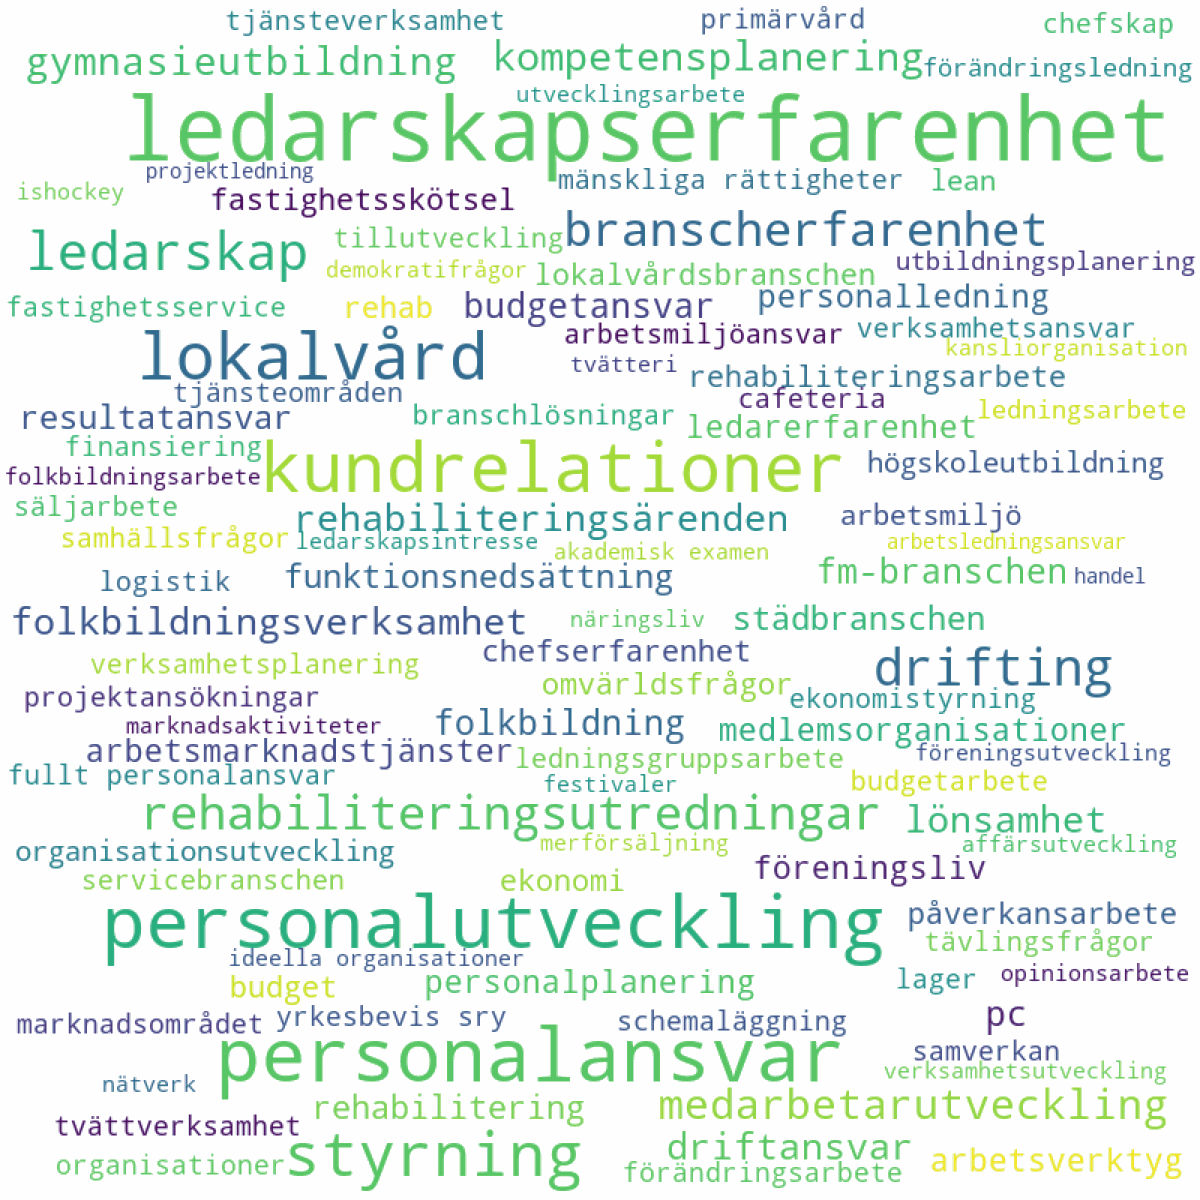 tjänsteverksamhet
primärvård
chefskap
gymnasieutbildning
kompetensplanering
förändringsledning
utvecklingsarbete
ledarskapserfarenhet
projektledning
ishockey
fastighetsskötsel
mänskliga rättigheter
lean
ledarskap
tillutveckling
branscherfarenhet
demokratifrågor
lokalvårdsbranschen
utbildningsplanering
fastighetsservice
rehab
budgetansvar
personalledning
lokalvård
arbetsmiljöansvar
verksamhetsansvar
kansliorganisation
tvätteri
tjänsteområden
rehabiliteringsarbete
cafeteria
resultatansvar
branschlösningar
ledarerfarenhet
ledningsarbete
finansiering
kundrelationer
högskoleutbildning
folkbildningsarbete
säljarbete
rehabiliteringsärenden
arbetsmiljö
samhällsfrågor
ledarskapsintresse
akademisk examen
arbetsledningsansvar
logistik
funktionsnedsättning
fm-branschen
handel
folkbildningsverksamhet
näringsliv
städbranschen
verksamhetsplanering
chefserfarenhet
drifting
projektansökningar
omvärldsfrågor
ekonomistyrning
marknadsaktiviteter
folkbildning
medlemsorganisationer
arbetsmarknadstjänster
ledningsgruppsarbete
föreningsutveckling
fullt personalansvar
festivaler
budgetarbete
rehabiliteringsutredningar
lönsamhet
organisationsutveckling
merförsäljning
affärsutveckling
servicebranschen
ekonomi
föreningsliv
personalutveckling
påverkansarbete
tävlingsfrågor
ideella organisationer
budget
personalplanering
lager
opinionsarbete
marknadsområdet
yrkesbevis sry
schemaläggning
pc
personalansvar
samverkan
nätverk
verksamhetsutveckling
rehabilitering
medarbetarutveckling
tvättverksamhet
styrning
driftansvar
organisationer
förändringsarbete
arbetsverktyg